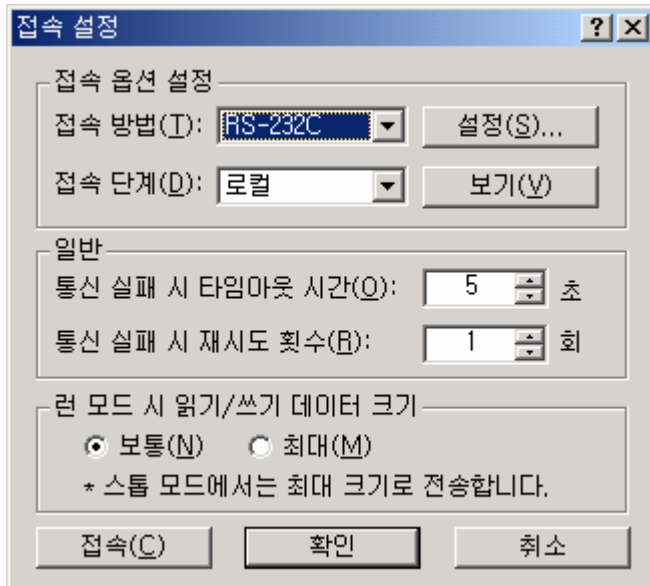 접속 설정
접속 옵션 설정
접속 방법(T): RS-232C 설정(S)...
접속 단계(D): 로컬 보기(V)
일반
통신 실패 시 타임아웃 시간(O): 5 초
통신 실패 시 재시도 횟수(R): 1 회
런 모드 시 읽기/쓰기 데이터 크기
보통(N) 최대(M)
* 스톱 모드에서는 최대 크기로 전송합니다.
접속(C) 확인 취소